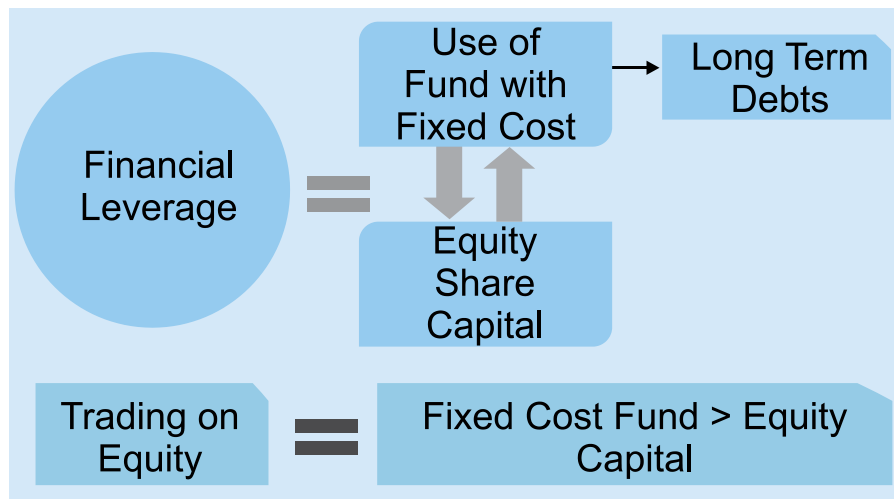 Financial
Leverage
=
Use of
Fund with
Fixed Cost
Long Term
Debts
Equity
Share
Capital
Trading on
Equity
=
Fixed Cost Fund > Equity
Capital